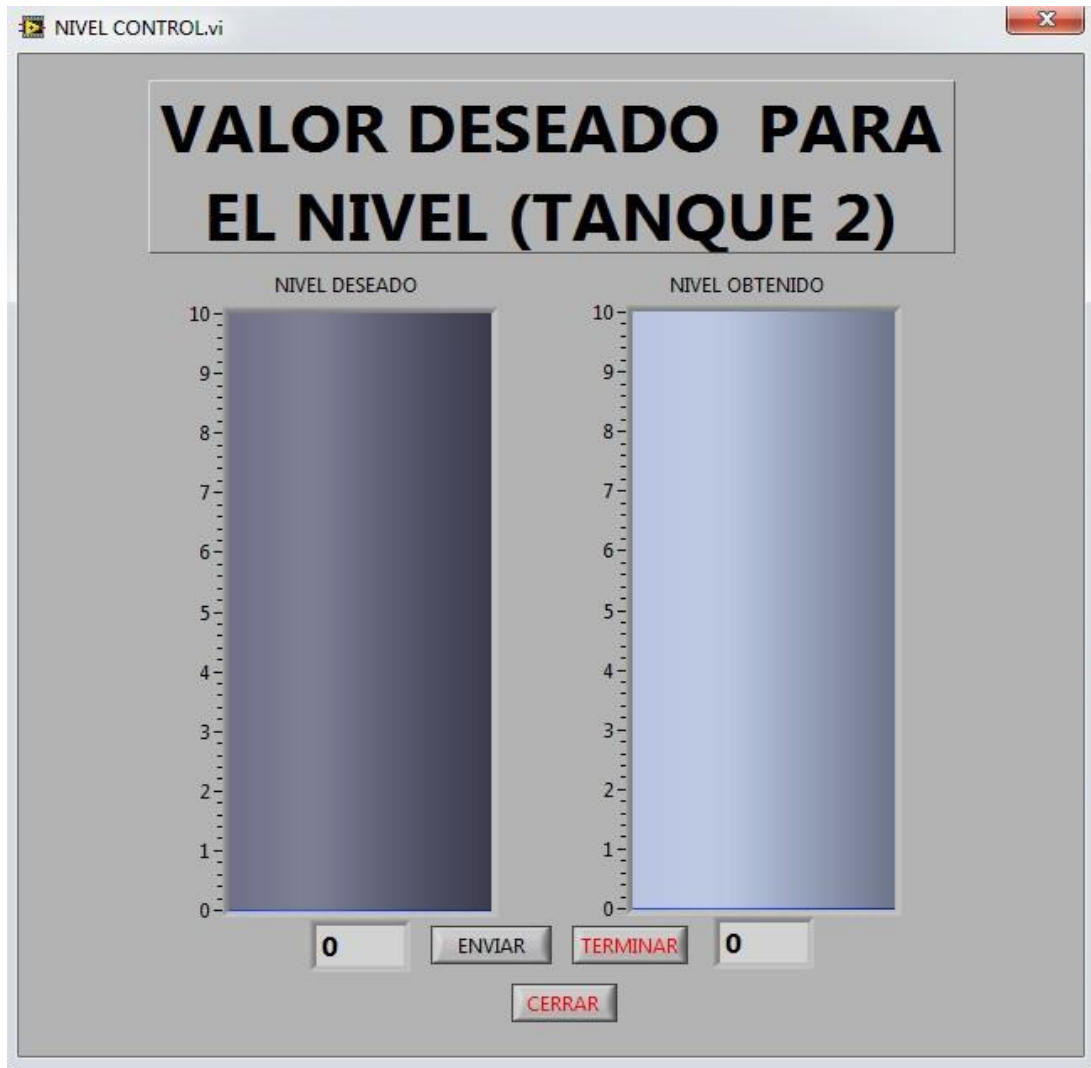 NIVEL CONTROL.vi
X
VALOR DESEADO PARA
EL NIVEL (TANQUE 2)
NIVEL DESEADO
10
9
8
7
6
5
4
3
2
1
0
NIVEL OBTENIDO
10
9
8
7
6
5
4
3
2
1
0
0 ENVIAR TERMINAR 0
CERRAR